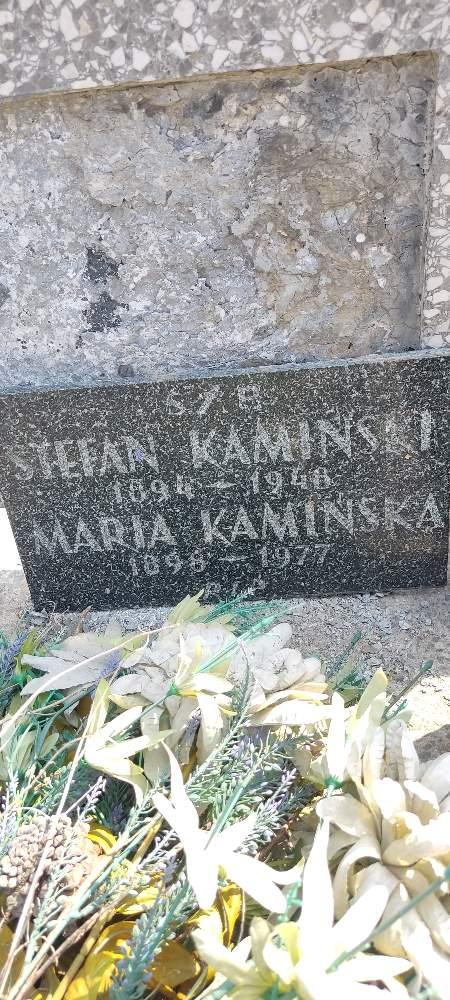 Ś/P.
STEFAN KAMIŃSKI
1894 – 1948
MARIA KAMIŃSKA
1898 – 1977